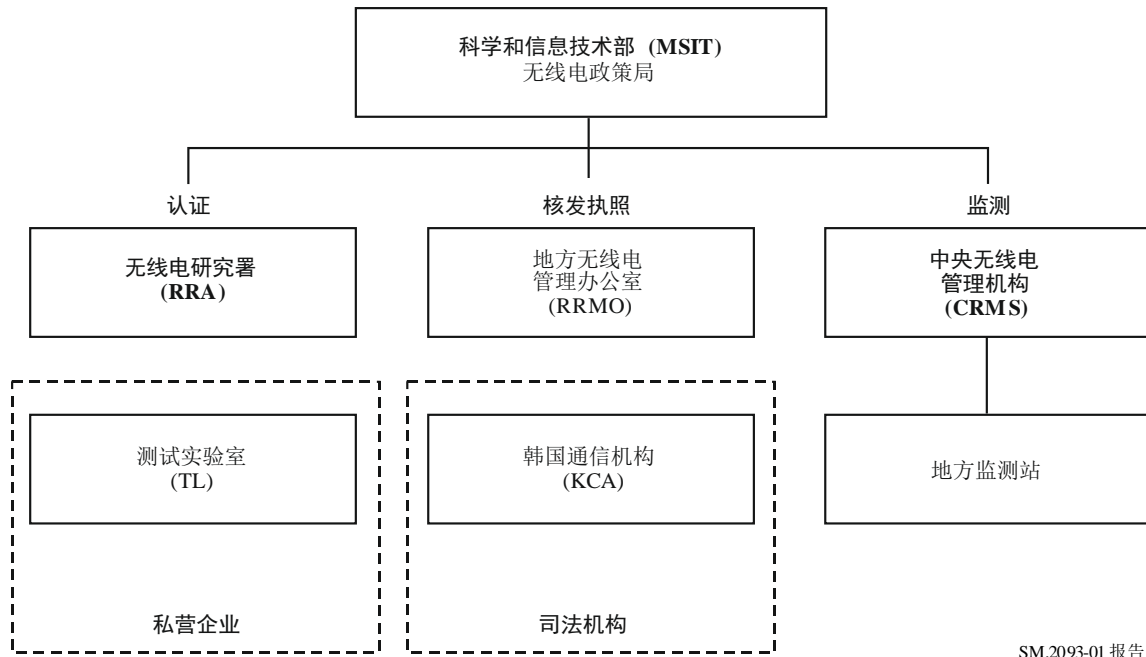 科学和信息技术部 (MSIT)
无线电政策局
认证
核发执照
监测
无线电研究署
(RRA)
地方无线电
管理办公室
(RRMO)
中央无线电
管理机构
(CRMS)
测试实验室
(TL)
韩国通信机构
(KCA)
地方监测站
私营企业
司法机构
SM.2093-01 报告